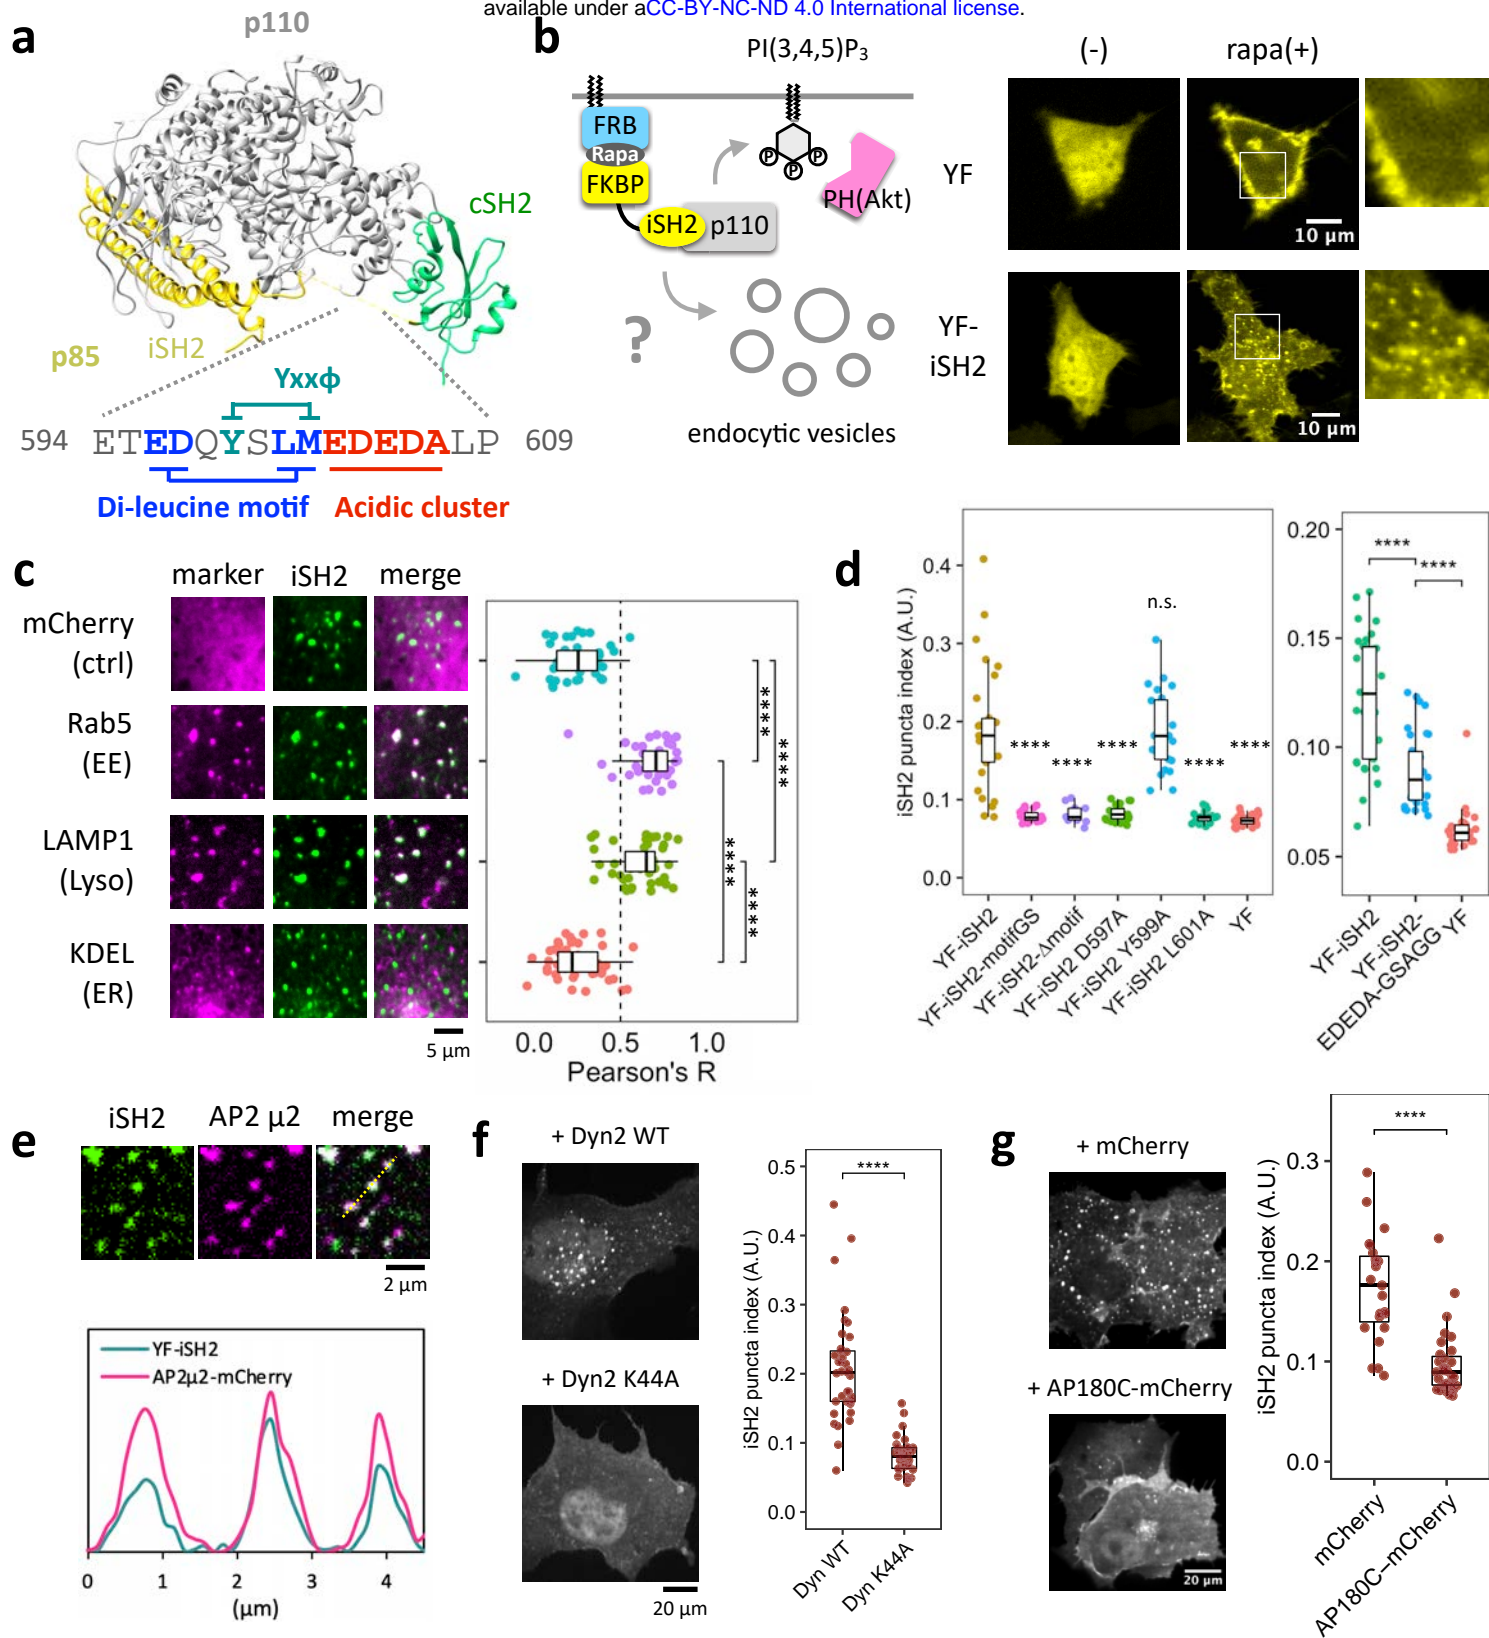 available under aCC-BY-NC-ND 4.0 International license.
a
p110
cSH2
iSH2
p85
Yxxϕ
594 ETEDQYSLMEDEDALP 609
Di-leucine motif Acidic cluster
b
PI(3,4,5)P3
FRB
Rapa
FKBP
iSH2
p110
P
P
P
PH(Akt)
?
endocytic vesicles
(-)
rapa(+)
YF
10 µm
YF-
iSH2
10 µm
c
marker iSH2 merge
mCherry
(ctrl)
Rab5
(EE)
LAMP1
(Lyso)
KDEL
(ER)
5 µm
****
****
****
****
0.0 0.5 1.0
Pearson's R
d
iSH2 puncta index (A.U.)
0.4
0.3
0.2
0.1
0.0
n.s.
****
****
****
****
****
YF-iSH2
YF-iSH2-motifGS
YF-iSH2-Δmotif
YF-iSH2 D597A
YF-iSH2 Y599A
YF-iSH2 L601A
YF
0.20
0.15
0.10
0.05
****
****
YF-iSH2
YF-iSH2-
EDEDA-GSAGG
YF
e
iSH2 AP2 µ2 merge
2 µm
YF-iSH2
AP2µ2-mCherry
0 1 2 3 4
(µm)
f
+ Dyn2 WT
+ Dyn2 K44A
20 µm
iSH2 puncta index (A.U.)
0.5
0.4
0.3
0.2
0.1
0.0
****
Dyn WT
Dyn K44A
g
+ mCherry
+ AP180C-mCherry
20 µm
iSH2 puncta index (A.U.)
0.3
0.2
0.1
0.0
****
mCherry
AP180C–mCherry